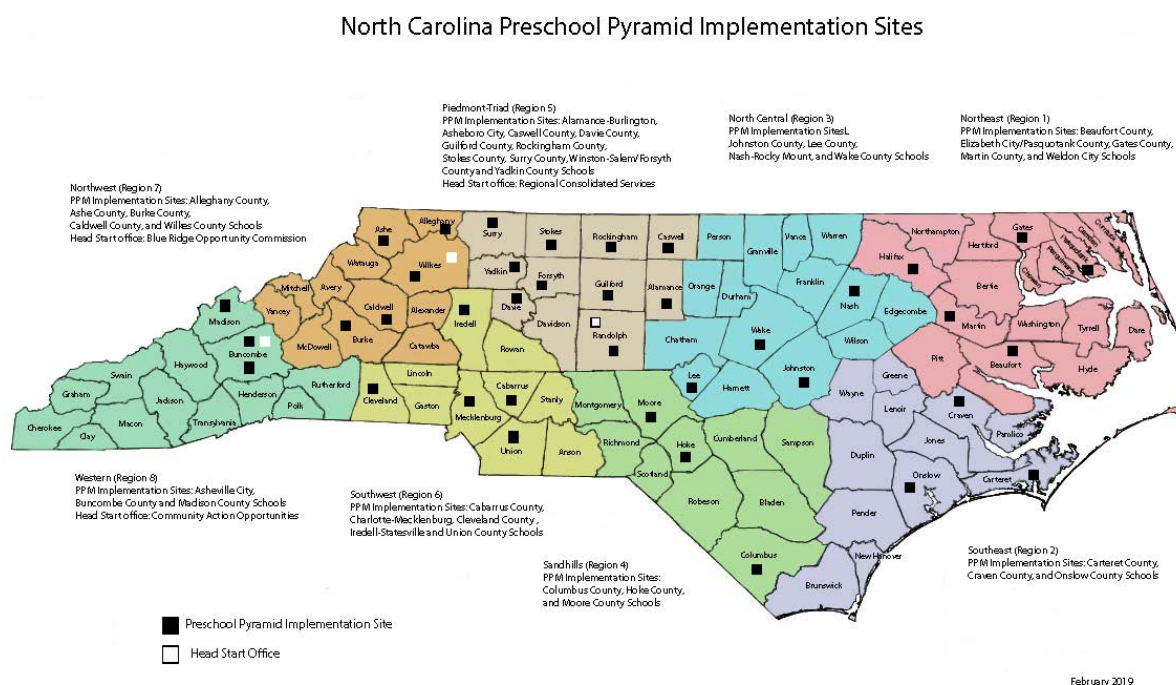 North Carolina Preschool Pyramid Implementation Sites
Piedmont-Triad (Region 5)
PPM Implementation Sites: Alamance-Burlington,
Asheboro City, Caswell County, Davie County,
Guilford County, Rockingham County,
Stokes County, Surry County, Winston-Salem/Forsyth
County and Yadkin County Schools
Head Start office: Regional Consolidated Services
North Central (Region 3)
PPM Implementation SitesL
Johnston County, Lee County,
Nash-Rocky Mount, and Wake County Schools
Northeast (Region 1)
PPM Implementation Sites: Beaufort County,
Elizabeth City/Pasquotank County, Gates County,
Martin County, and Weldon City Schools
Northwest (Region 7)
PPM Implementation Sites: Alleghany County,
Ashe County, Burke County,
Caldwell County, and Wilkes County Schools
Head Start office: Blue Ridge Opportunity Commission
Ashe
Alleghany
Surry
Stokes
Rockingham
Caswell
Person
Granville
Vance
Warren
Northampton
Hertford
Gates
Currituck
Camden
Pasquotank
Perquimans
Chowan
Halifax
Bertie
Watauga
Wilkes
Yadkin
Forsyth
Guilford
Alamance
Orange
Durham
Franklin
Nash
Edgecombe
Martin
Washington
Tyrrell
Dare
Mitchell
Avery
Yancey
Caldwell
Alexander
Iredell
Davie
Davidson
Randolph
Chatham
Wake
Wilson
Pitt
Beaufort
Hyde
Madison
McDowell
Burke
Catawba
Rowan
Buncombe
Haywood
Swain
Graham
Cherokee
Clay
Macon
Jackson
Transylvania
Henderson
Polk
Rutherford
Cleveland
Lincoln
Gaston
Mecklenburg
Cabarrus
Stanly
Union
Anson
Montgomery
Moore
Lee
Harnett
Johnston
Wayne
Greene
Lenoir
Craven
Pamlico
Jones
Carteret
Onslow
Duplin
Pender
New Hanover
Brunswick
Richmond
Scotland
Hoke
Cumberland
Sampson
Robeson
Bladen
Columbus
Western (Region 8)
PPM Implementation Sites: Asheville City,
Buncombe County and Madison County Schools
Head Start office: Community Action Opportunities
Southwest (Region 6)
PPM Implementation Sites: Cabarrus County,
Charlotte-Mecklenburg, Cleveland County ,
Iredell-Statesville and Union County Schools
Sandhills (Region 4)
PPM Implementation Sites:
Columbus County, Hoke County,
and Moore County Schools
Southeast (Region 2)
PPM Implementation Sites: Carteret County,
Craven County, and Onslow County Schools
Preschool Pyramid Implementation Site
Head Start Office
February 2019